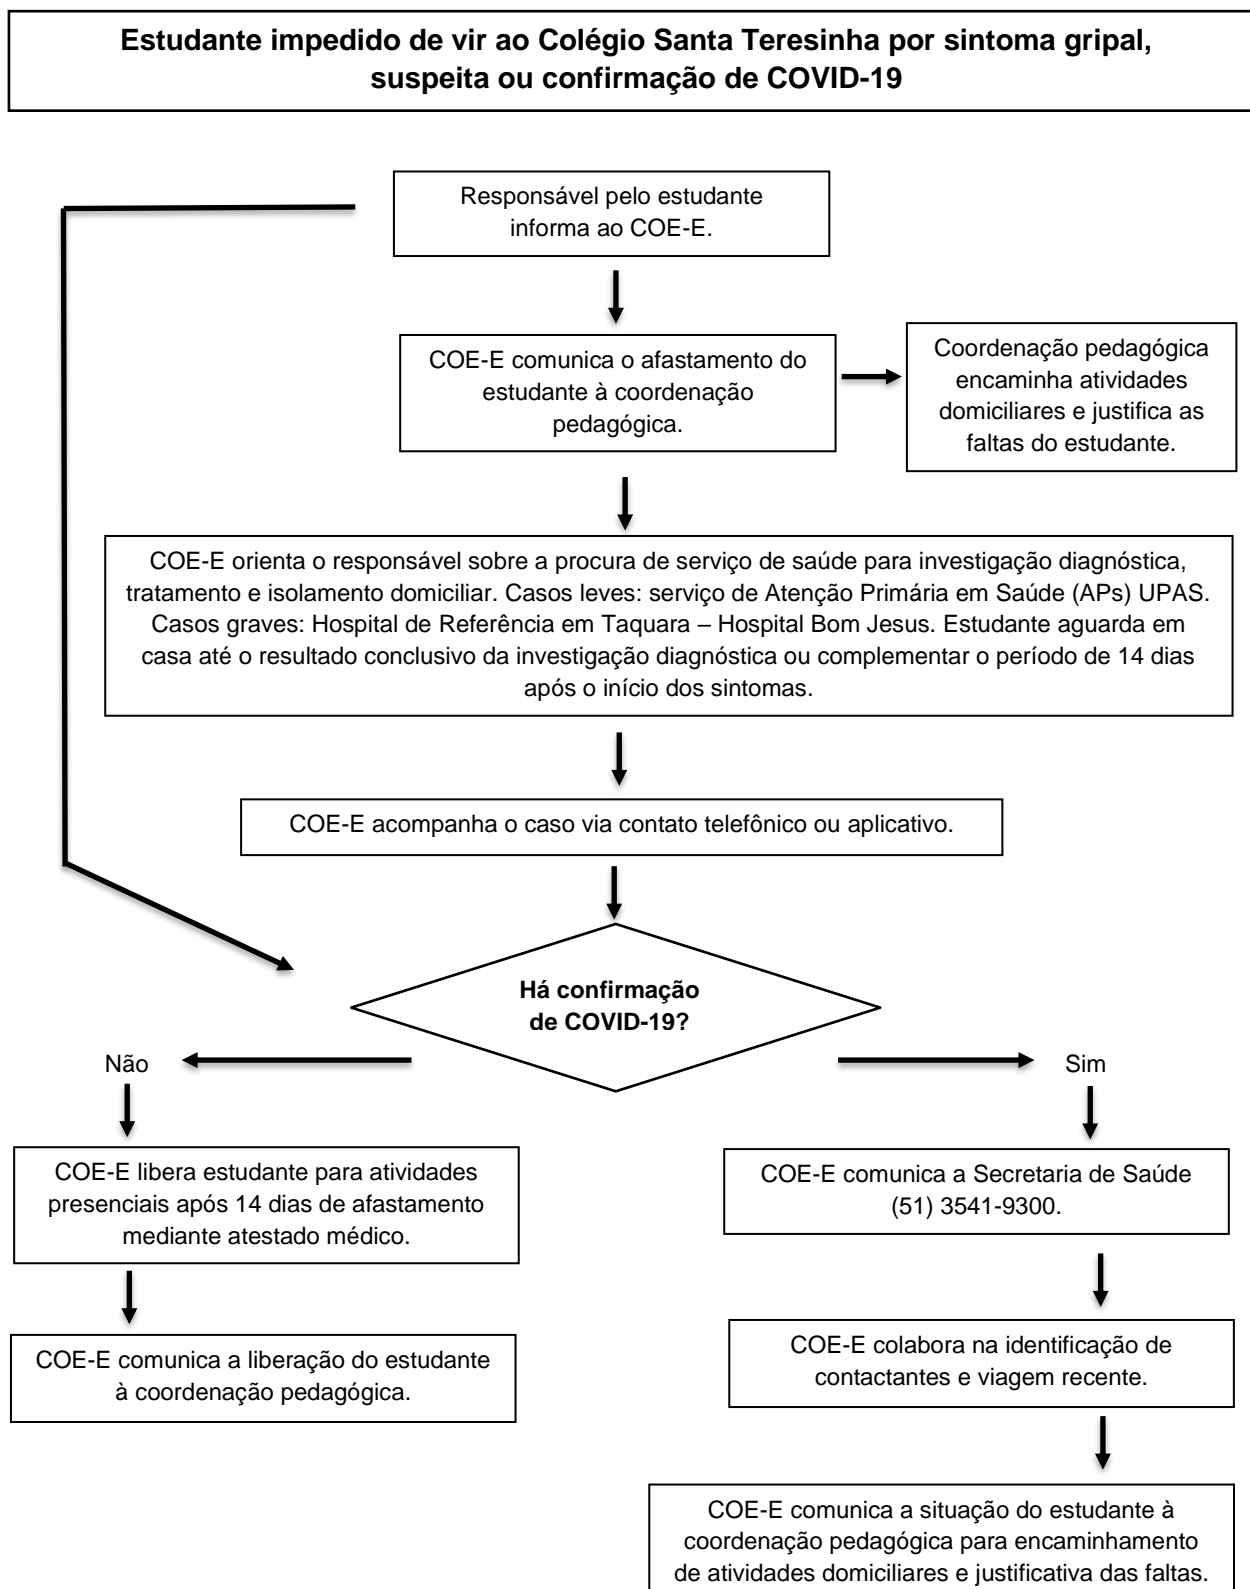 Estudante impedido de vir ao Colégio Santa Teresinha por sintoma gripal,
suspeita ou confirmação de COVID-19
Responsável pelo estudante
informa ao COE-E.
COE-E comunica o afastamento do
estudante à coordenação
pedagógica.
Coordenação pedagógica
encaminha atividades
domiciliares e justifica as
faltas do estudante.
COE-E orienta o responsável sobre a procura de serviço de saúde para investigação diagnóstica,
tratamento e isolamento domiciliar. Casos leves: serviço de Atenção Primária em Saúde (APs) UPAS.
Casos graves: Hospital de Referência em Taquara – Hospital Bom Jesus. Estudante aguarda em
casa até o resultado conclusivo da investigação diagnóstica ou complementar o período de 14 dias
após o início dos sintomas.
COE-E acompanha o caso via contato telefônico ou aplicativo.
Há confirmação
de COVID-19?
Não
Sim
COE-E libera estudante para atividades
presenciais após 14 dias de afastamento
mediante atestado médico.
COE-E comunica a liberação do estudante
à coordenação pedagógica.
COE-E comunica a Secretaria de Saúde
(51) 3541-9300.
COE-E colabora na identificação de
contactantes e viagem recente.
COE-E comunica a situação do estudante à
coordenação pedagógica para encaminhamento
de atividades domiciliares e justificativa das faltas.